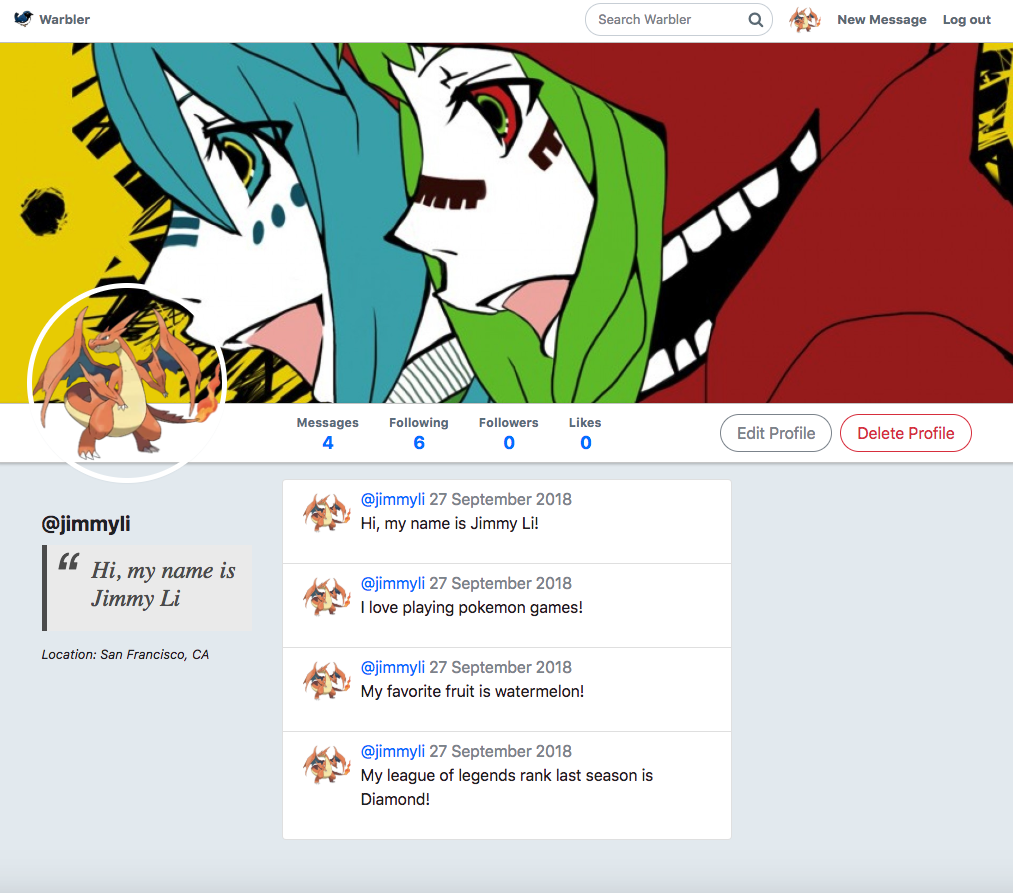 Warbler
Search Warbler
New Message
Log out
Messages
4
Following
6
Followers
0
Likes
0
Edit Profile
Delete Profile
@jimmyli
“ Hi, my name is
Jimmy Li
Location: San Francisco, CA
@jimmyli 27 September 2018
Hi, my name is Jimmy Li!
@jimmyli 27 September 2018
I love playing pokemon games!
@jimmyli 27 September 2018
My favorite fruit is watermelon!
@jimmyli 27 September 2018
My league of legends rank last season is
Diamond!